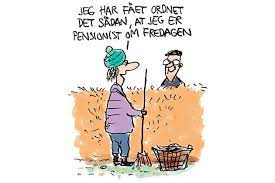 JEG HAR FÅET ORDNET
DET SÅDAN, AT JEG ER
PENSIONIST OM FREDAGEN